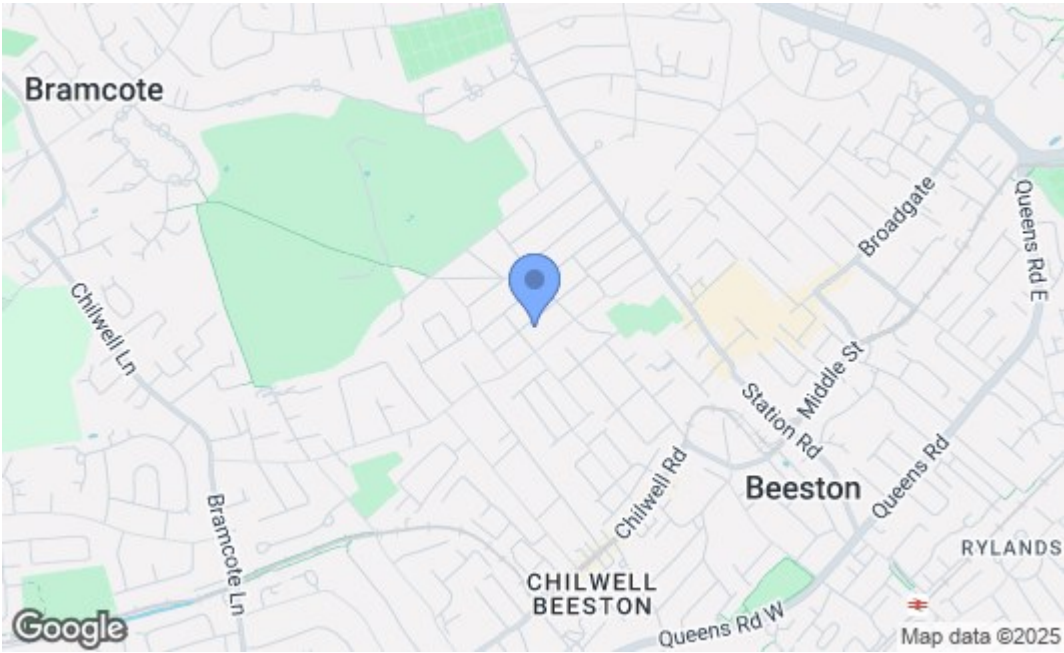 Bramcote
Broadgate
Queens Rd E
Chilwell Ln
Middle St
Station Rd
Chilwell Rd
Queens Rd
Beeston
Bramcote Ln
RYLANDS
CHILWELL
BEESTON
Queens Rd W
Google
Map data ©2025